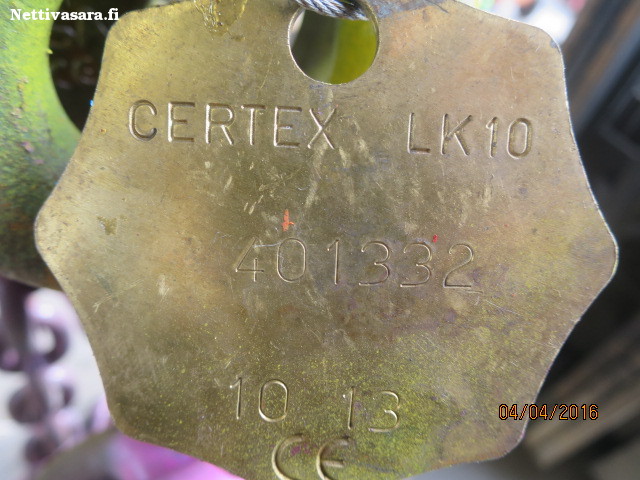 Nettivasara.fi
CERTEX LK10
401332
10 13
CE
04/04/2016